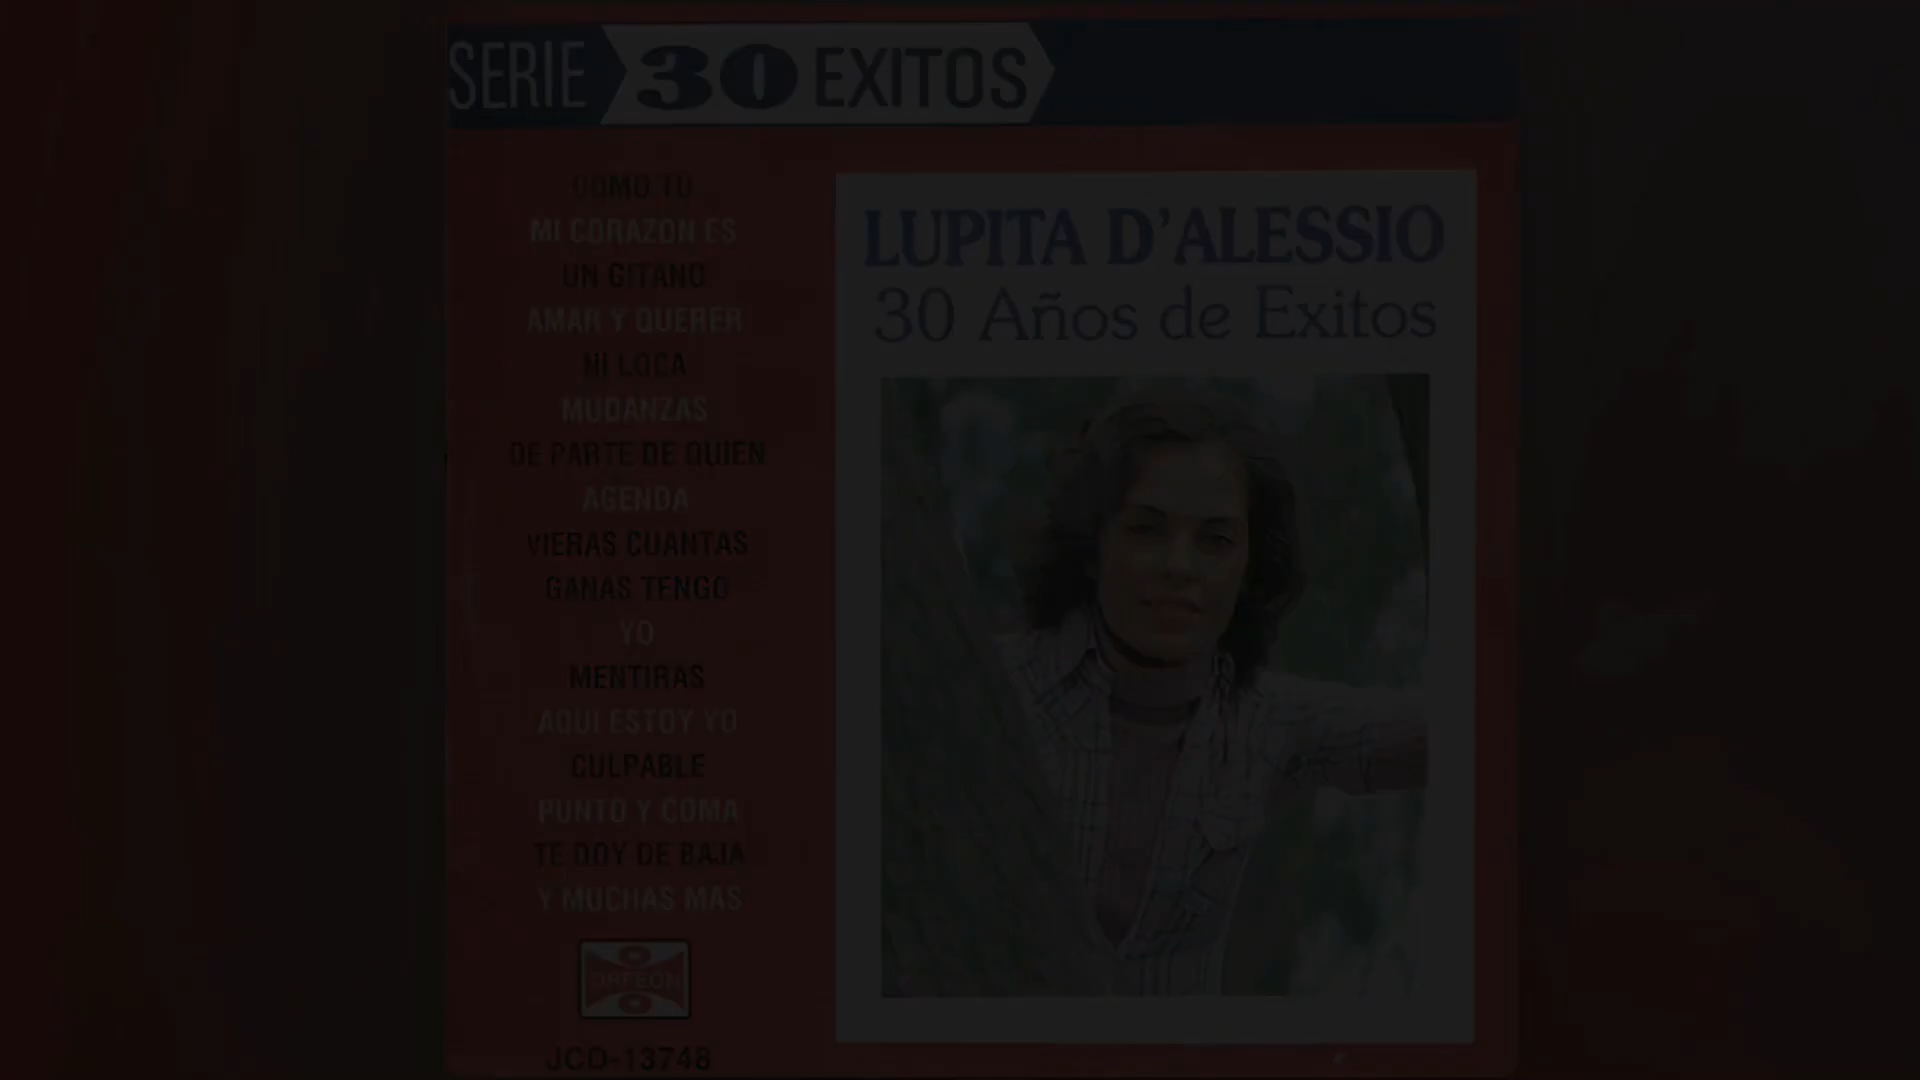 SERIE 30 EXITOS
COMO TU
MI CORAZON ES
UN GITANO
AMAR Y QUERER
NI LOCA
MUDANZAS
DE PARTE DE QUIEN
AGENDA
VIERAS CUANTAS
GANAS TENGO
YO
MENTIRAS
AQUI ESTOY YO
CULPABLE
PUNTO Y COMA
TE DOY DE BAJA
Y MUCHAS MAS
ORFEON
JCD-13748
LUPITA D'ALESSIO
30 Años de Exitos